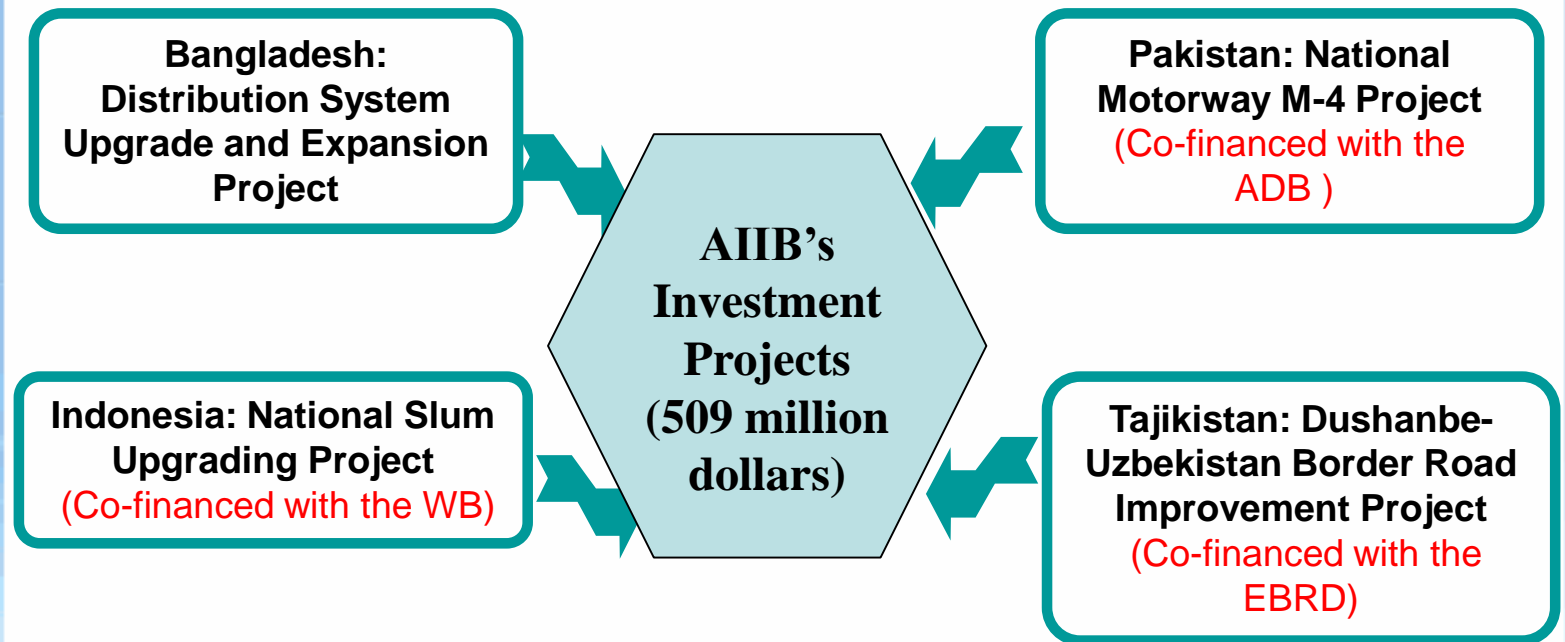 Bangladesh:
Distribution System
Upgrade and Expansion
Project
Pakistan: National
Motorway M-4 Project
(Co-financed with the
ADB )
AIIB’s
Investment
Projects
(509 million
dollars)
Indonesia: National Slum
Upgrading Project
(Co-financed with the WB)
Tajikistan: Dushanbe-
Uzbekistan Border Road
Improvement Project
(Co-financed with the
EBRD)